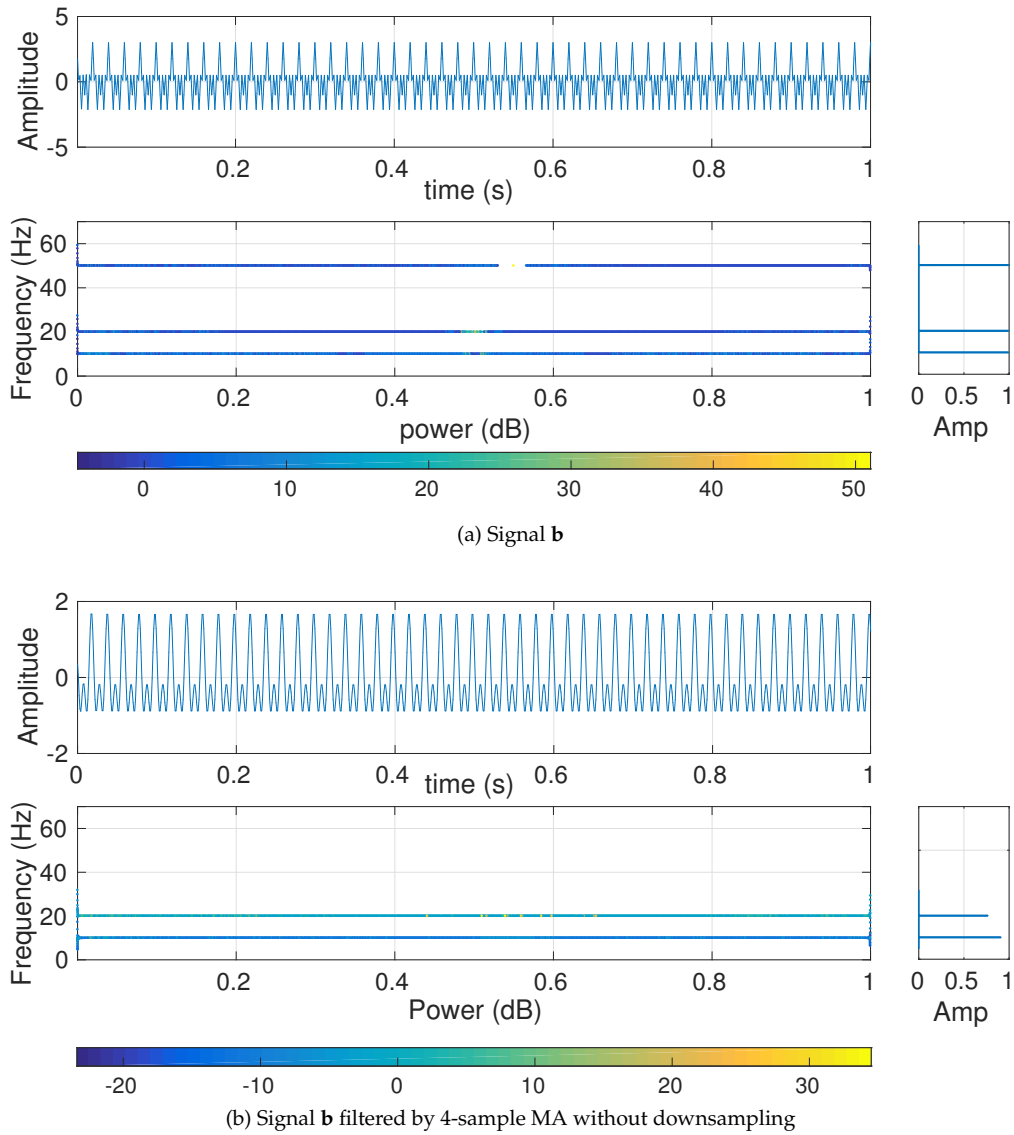 5
0
-5
Amplitude
0.2 0.4 0.6 0.8 1
time (s)
60
40
20
0
Frequency (Hz)
0 0.2 0.4 0.6 0.8 1
power (dB)
0 0.5 1
Amp
0 10 20 30 40 50
(a) Signal b
2
0
-2
Amplitude
0 0.2 0.4 0.6 0.8 1
time (s)
60
40
20
0
Frequency (Hz)
0 0.2 0.4 0.6 0.8 1
Power (dB)
0 0.5 1
Amp
-20 -10 0 10 20 30
(b) Signal b filtered by 4-sample MA without downsampling